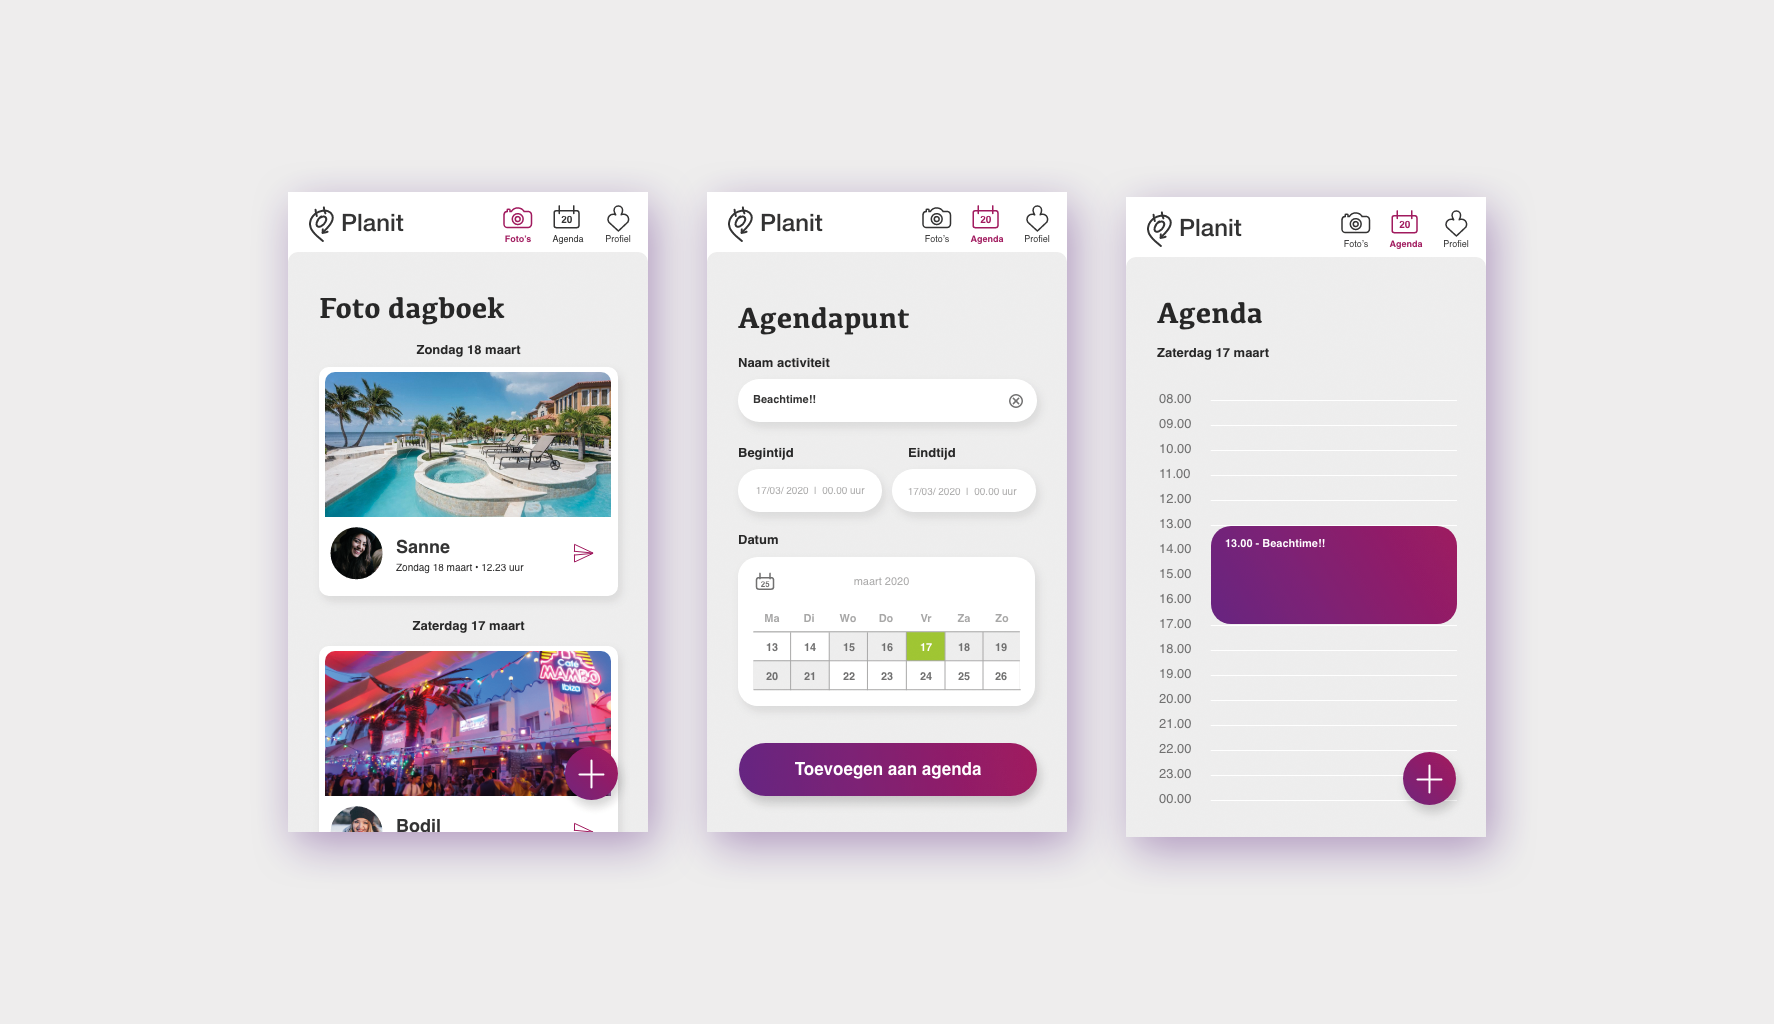 Planit
Foto's
20
Agenda
Profiel
Foto dagboek
Zondag 18 maart
Sanne
Zondag 18 maart • 12.23 uur
Zaterdag 17 maart
Café
MAMBO
Ibiza
Bodil
Planit
Foto's
20
Agenda
Profiel
Agendapunt
Naam activiteit
Beachtime!!
Begintijd Eindtijd
17/03/ 2020 | 00.00 uur 17/03/ 2020 | 00.00 uur
Datum
25 maart 2020
Ma Di Wo Do Vr Za Zo
13 14 15 16 17 18 19
20 21 22 23 24 25 26
Toevoegen aan agenda
Planit
Foto's
20
Agenda
Profiel
Agenda
Zaterdag 17 maart
08.00
09.00
10.00
11.00
12.00
13.00
13.00 - Beachtime!!
14.00
15.00
16.00
17.00
18.00
19.00
20.00
21.00
22.00
23.00
00.00